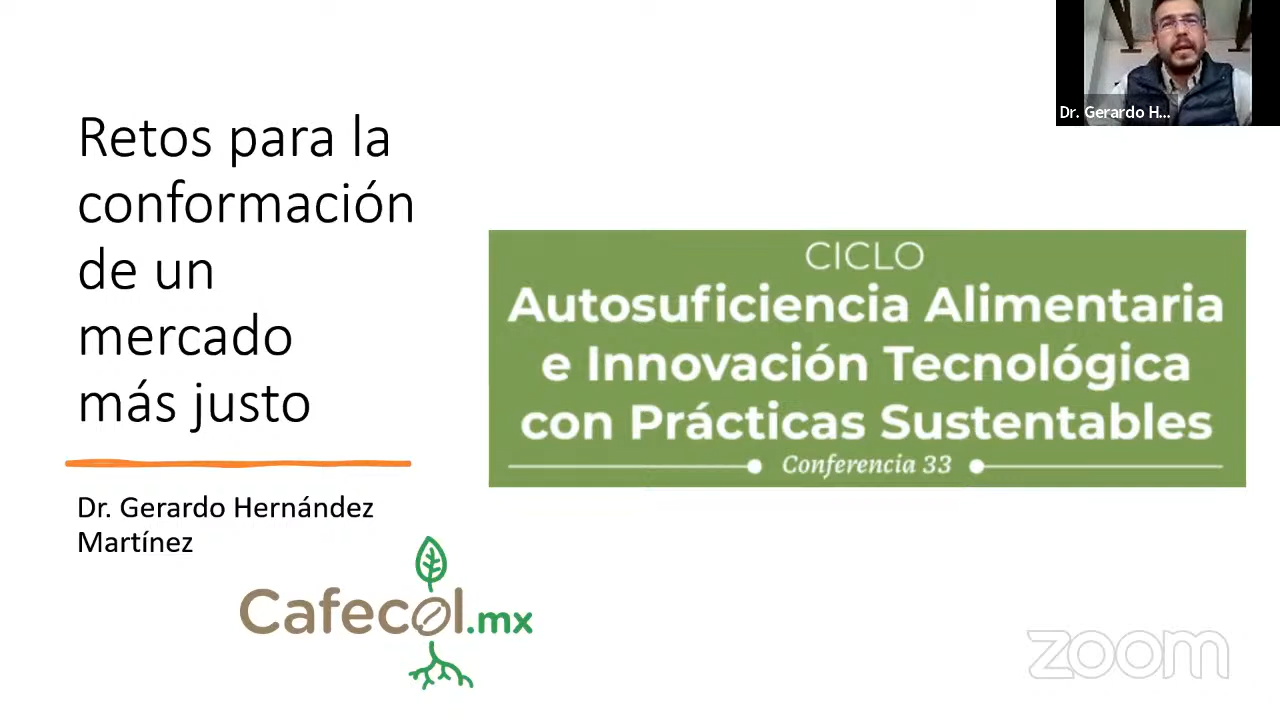 Retos para la
conformación
de un
mercado
más justo
Dr. Gerardo Hernández
Martínez
Cafecol.mx
CICLO
Autosuficiencia Alimentaria
e Innovación Tecnológica
con Prácticas Sustentables
Conferencia 33
Dr. Gerardo H...
zoom